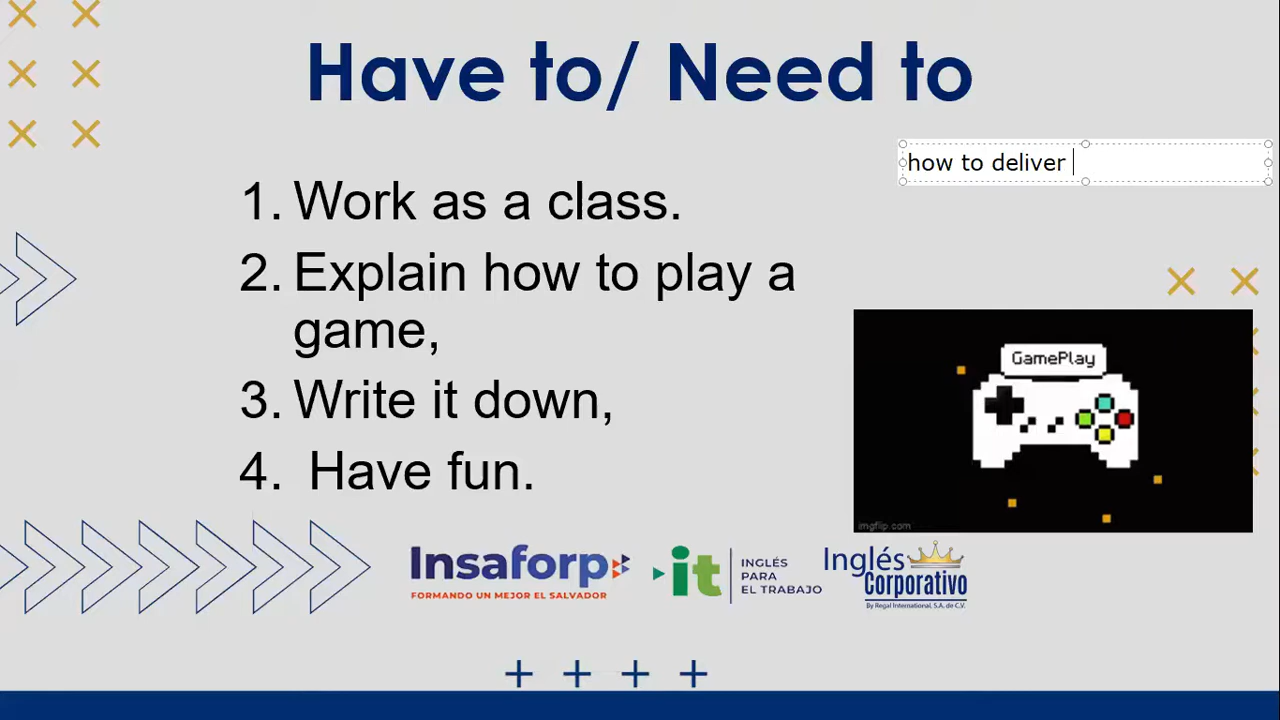 Have to/ Need to
how to deliver
1. Work as a class.
2. Explain how to play a
game,
3. Write it down,
4. Have fun.
GamePlay
imgflip.com
Insaforp
FORMANDO UN MEJOR EL SALVADOR
it
INGLÉS
PARA
EL TRABAJO
Inglés
Corporativo
By Regal International, S.A. de C.V.